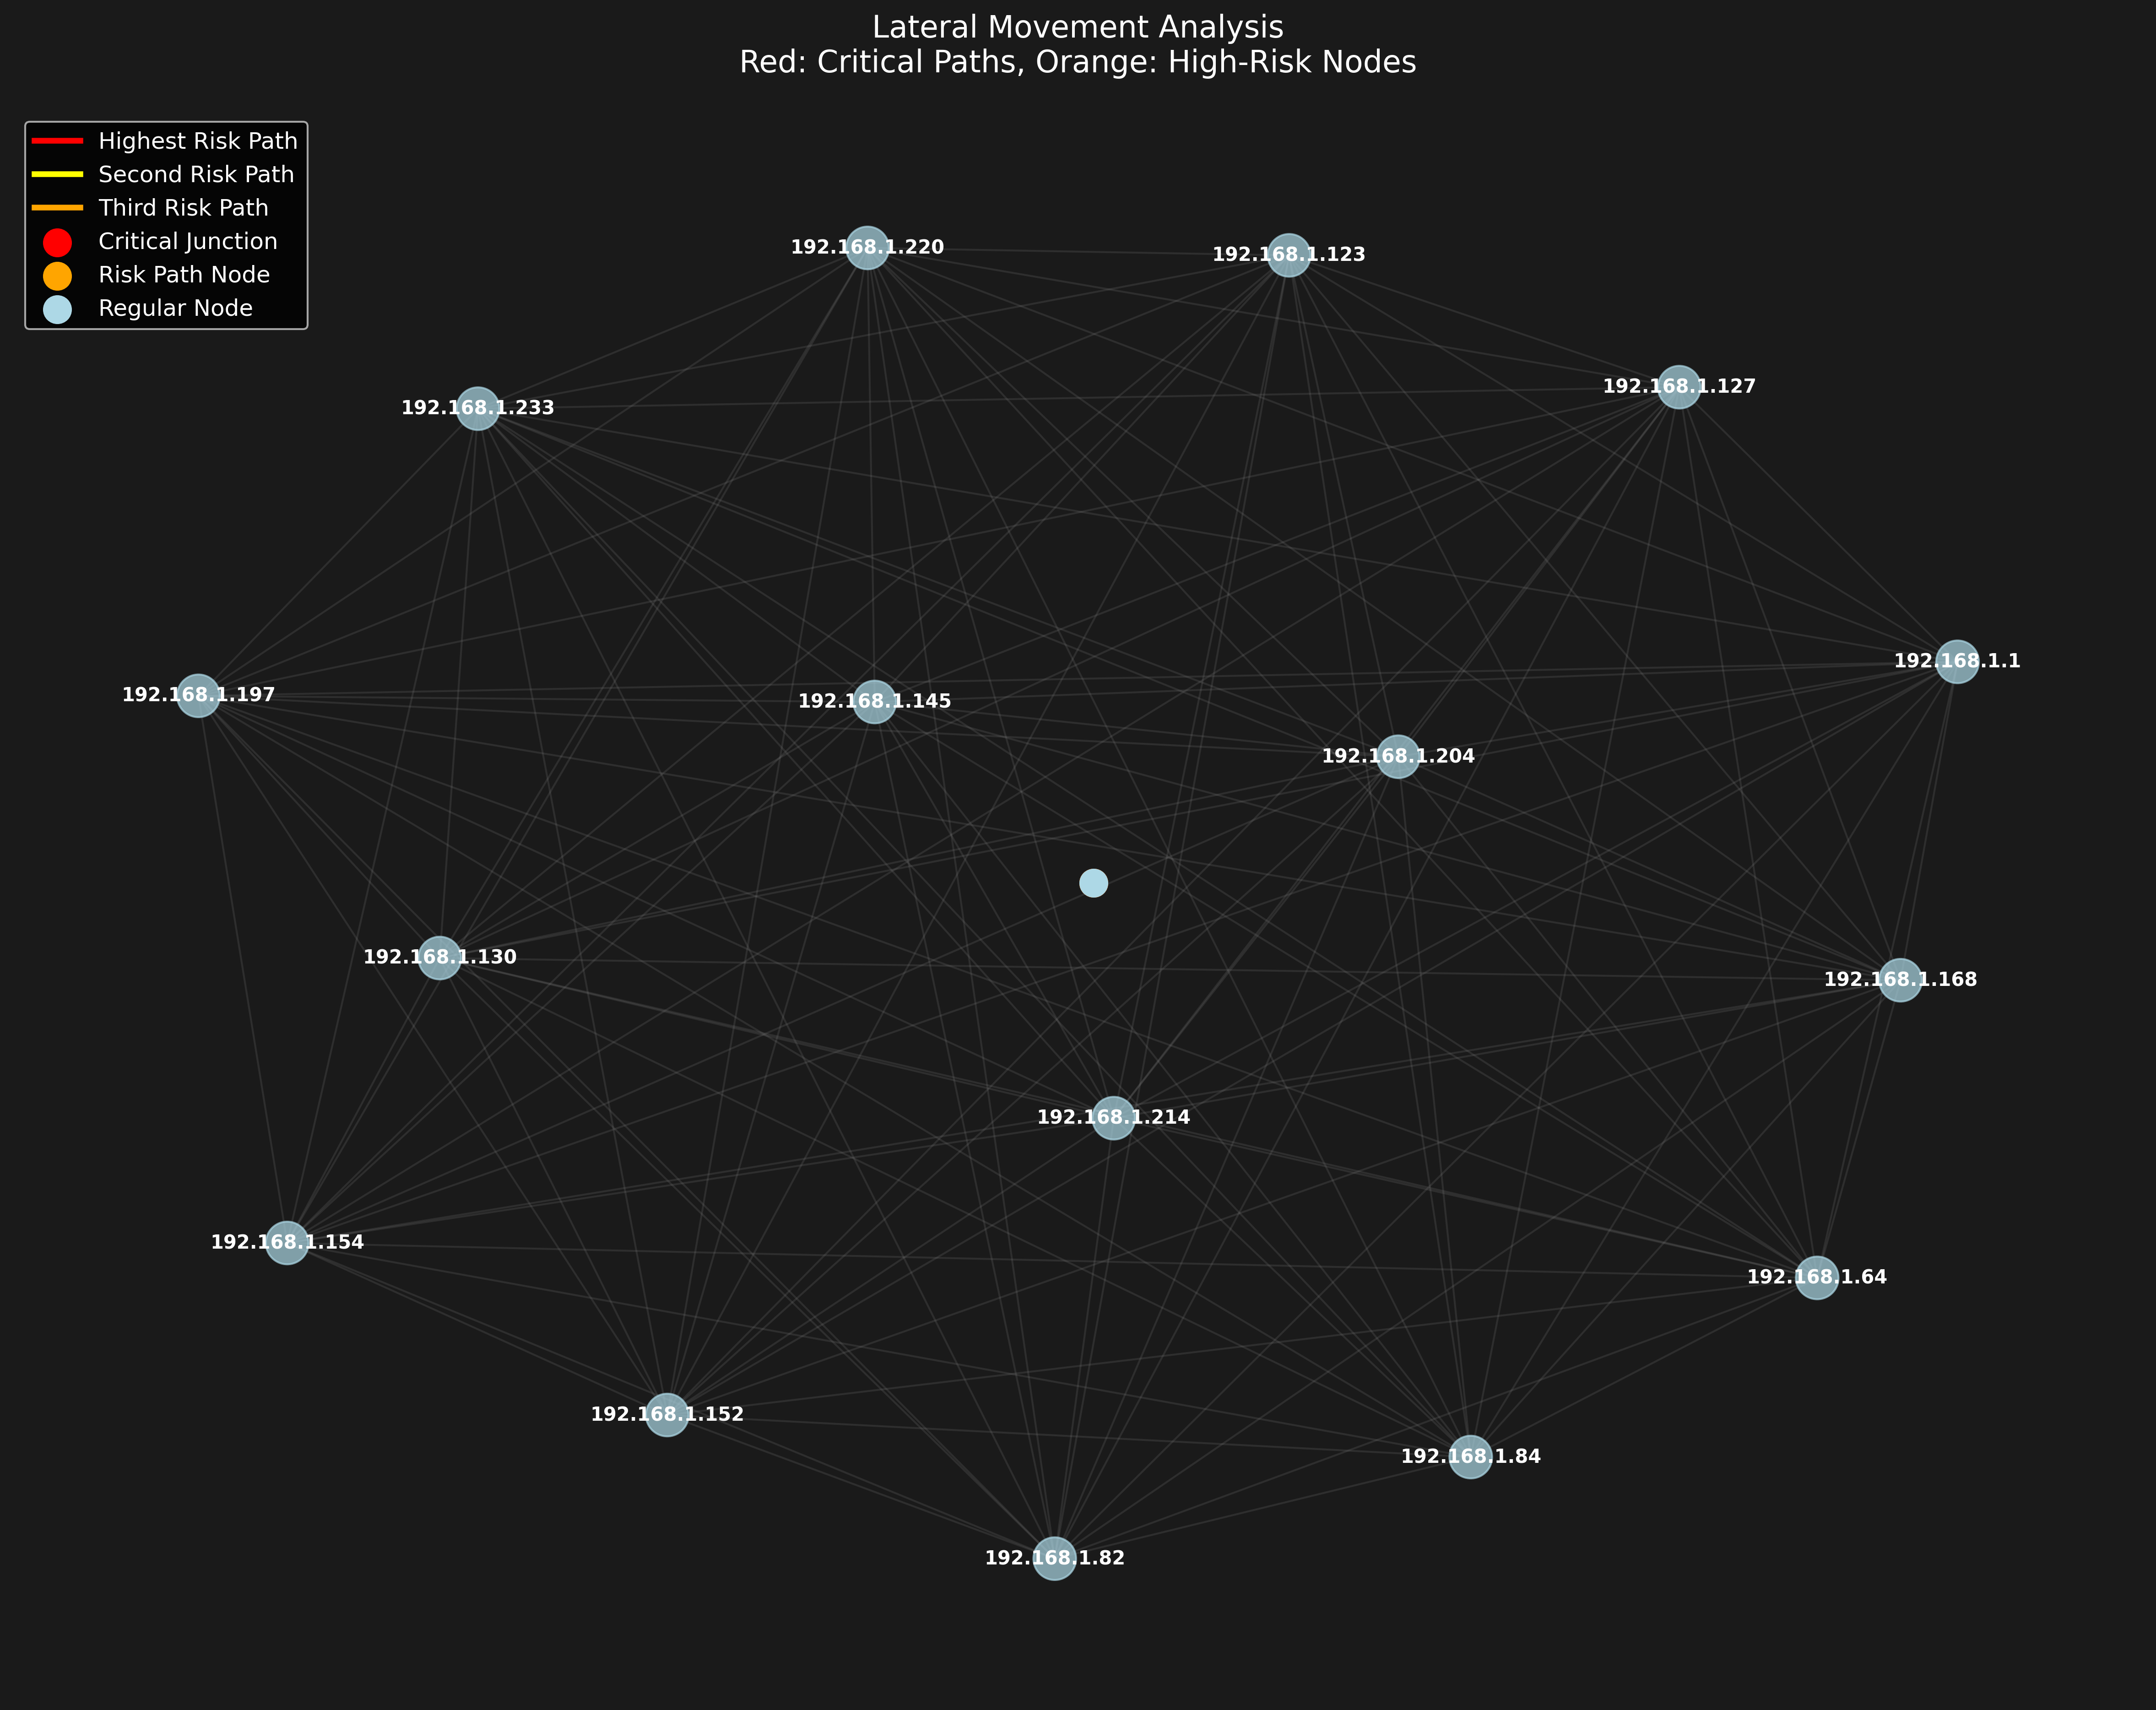 Lateral Movement Analysis
Red: Critical Paths, Orange: High-Risk Nodes
Highest Risk Path
Second Risk Path
Third Risk Path
Critical Junction
Risk Path Node
Regular Node
192.168.1.220
192.168.1.123
192.168.1.127
192.168.1.233
192.168.1.1
192.168.1.197
192.168.1.145
192.168.1.204
192.168.1.130
192.168.1.168
192.168.1.214
192.168.1.154
192.168.1.64
192.168.1.152
192.168.1.84
192.168.1.82